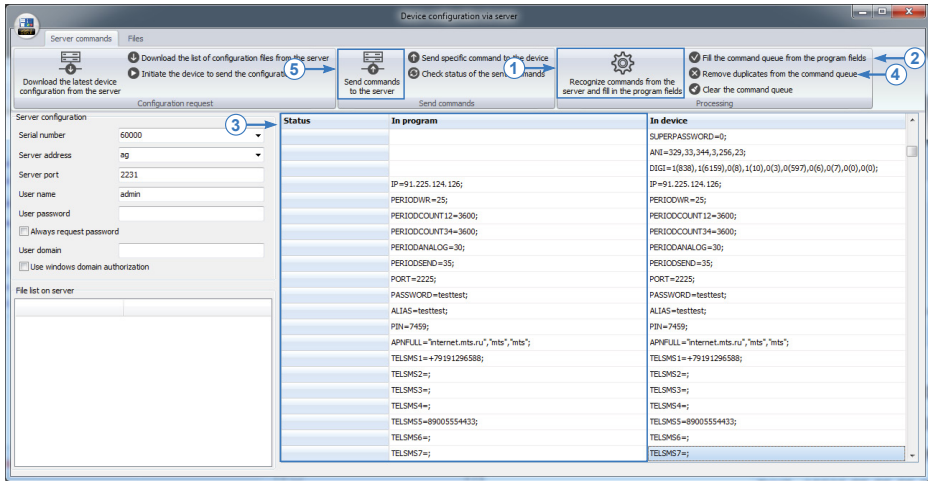 Device configuration via server
Server commands Files
Download the latest device
configuration from the server
Download the list of configuration files from the server
Initiate the device to send the configurat
Configuration request
5
Send commands
to the server
Send specific command to the device
Check status of the sent commands
Send commands
1
Recognize commands from the
server and fill in the program fields
Fill the command queue from the program fields
2
Remove duplicates from the command queue
4
Clear the command queue
Processing
Server configuration
Serial number 60000
Server address ag
Server port 2231
User name admin
User password
Always request password
User domain
Use windows domain authorization
File list on server
3
Status In program In device
SUPERPASSWORD=0;
ANI=329,33,344,3,256,23;
DIGI=1(838),1(6159),0(8),1(10),0(3),0(597),0(6),0(7),0(0),0(0);
IP=91.225.124.126; IP=91.225.124.126;
PERIODWR=25; PERIODWR=25;
PERIODCOUNT12=3600; PERIODCOUNT12=3600;
PERIODCOUNT34=3600; PERIODCOUNT34=3600;
PERIODANALOG=30; PERIODANALOG=30;
PERIODSEND=35; PERIODSEND=35;
PORT=2225; PORT=2225;
PASSWORD=testtest; PASSWORD=testtest;
ALIAS=testtest; ALIAS=testtest;
PIN=7459; PIN=7459;
APNFULL="internet.mts.ru","mts","mts"; APNFULL="internet.mts.ru","mts","mts";
TELSMS1=+79191296588; TELSMS1=+79191296588;
TELSMS2=; TELSMS2=;
TELSMS3=; TELSMS3=;
TELSMS4=; TELSMS4=;
TELSMS5=89005554433; TELSMS5=89005554433;
TELSMS6=; TELSMS6=;
TELSMS7=; TELSMS7=;